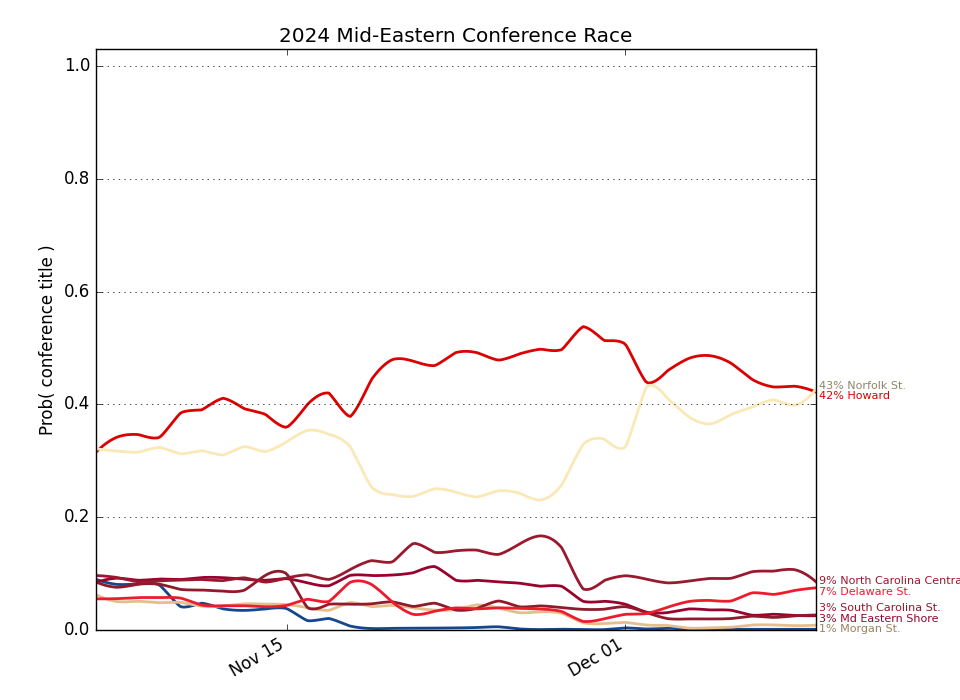 2024 Mid-Eastern Conference Race
Prob( conference title )
1.0
0.8
0.6
0.4
0.2
0.0
Nov 15
Dec 01
43% Norfolk St.
42% Howard
9% North Carolina Centra
7% Delaware St.
3% South Carolina St.
3% Md Eastern Shore
1% Morgan St.